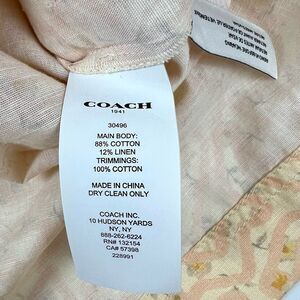 COACH
1941
30496
MAIN BODY:
88% COTTON
12% LINEN
TRIMMINGS:
100% COTTON
MADE IN CHINA
DRY CLEAN ONLY
COACH INC.
10 HUDSON YARDS
NY, NY
888-262-6224
RN# 132154
CA# 57398
228991